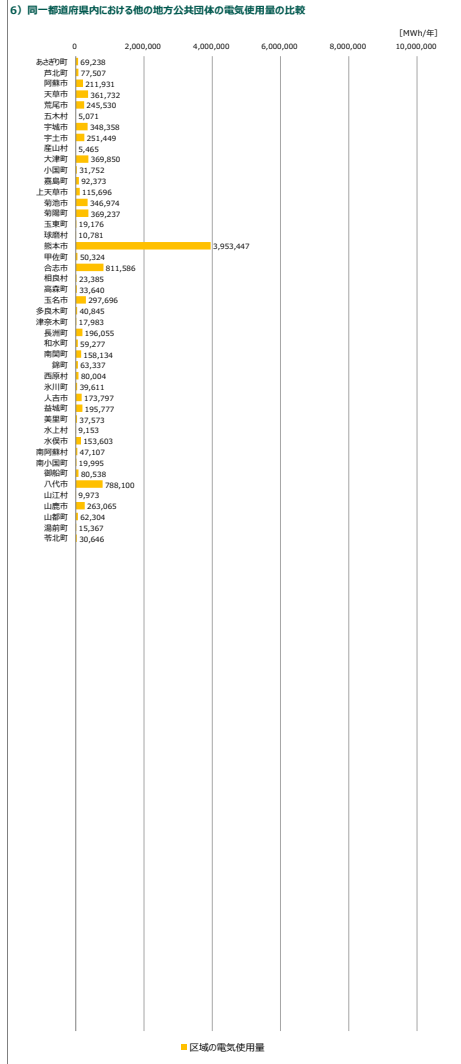 6）同一都道府県内における他の地方公共団体の電気使用量の比較
[MWh/年]
0 2,000,000 4,000,000 6,000,000 8,000,000 10,000,000
あさぎり町 69,238
芦北町 77,507
阿蘇市 211,931
天草市 361,732
荒尾市 245,530
五木村 5,071
宇城市 348,358
宇土市 251,449
産山村 5,465
大津町 369,850
小国町 31,752
嘉島町 92,373
上天草市 115,696
菊池市 346,974
菊陽町 369,237
玉東町 19,176
球磨村 10,781
熊本市 3,953,447
甲佐町 50,324
合志市 811,586
相良村 23,385
高森町 33,640
玉名市 297,696
多良木町 40,845
津奈木町 17,983
長洲町 196,055
和水町 59,277
南関町 158,134
錦町 63,337
西原村 80,004
氷川町 39,611
人吉市 173,797
益城町 195,777
美里町 37,573
水上村 9,153
水俣市 153,603
南阿蘇村 47,107
南小国町 19,995
御船町 80,538
八代市 788,100
山江村 9,973
山鹿市 263,065
山都町 62,304
湯前町 15,367
苓北町 30,646
区域の電気使用量